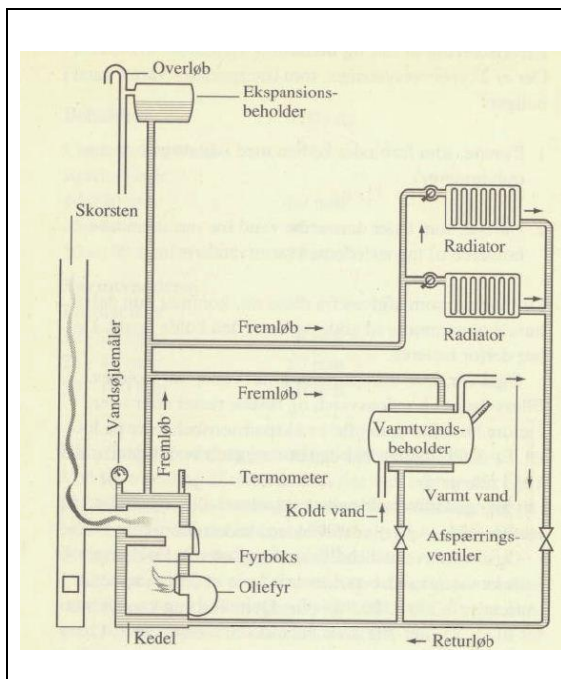 Overløb
Ekspansions-
beholder
Skorsten
Radiator
Fremløb
Radiator
Vandsøjlemåler
Fremløb
Fremløb
Varmtvands-
beholder
Termometer
Koldt vand
Varmt vand
Afspærrings-
ventiler
Fyrboks
Oliefyr
Kedel
Returløb